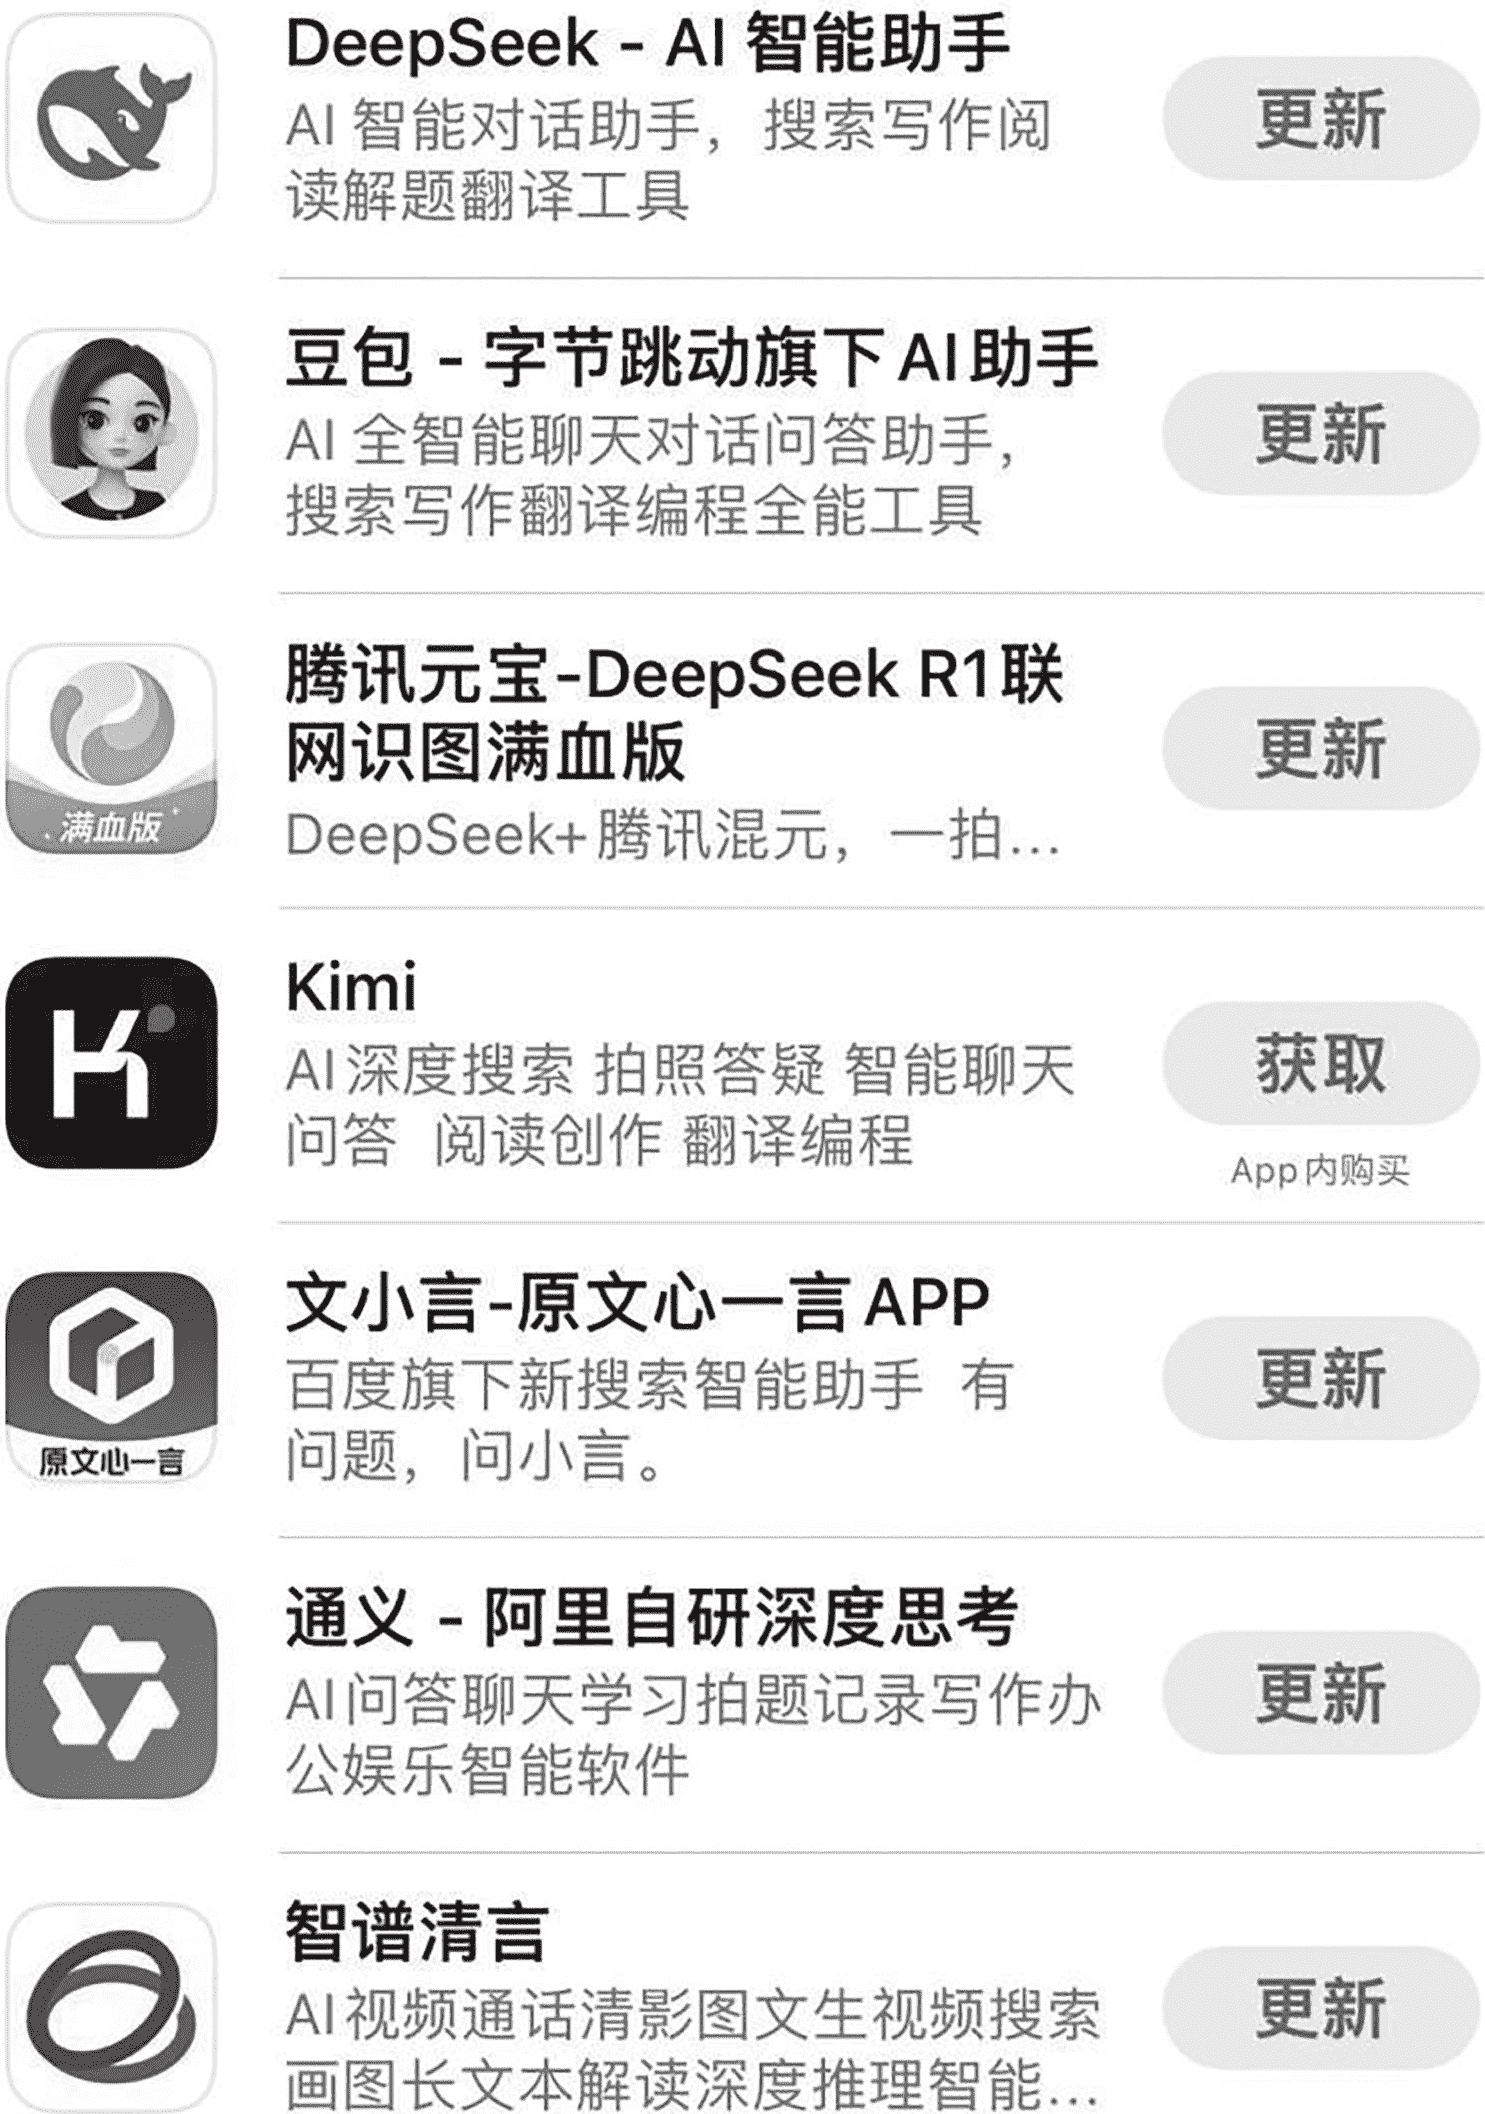 DeepSeek - AI 智能助手
AI 智能对话助手，搜索写作阅
读解题翻译工具
更新
豆包 - 字节跳动旗下 AI 助手
AI 全智能聊天对话问答助手，
搜索写作翻译编程全能工具
更新
满血版
腾讯元宝-DeepSeek R1联
网识图满血版
DeepSeek+腾讯混元，一拍...
更新
Kimi
AI深度搜索 拍照答疑 智能聊天
问答 阅读创作 翻译编程
获取
App内购买
原文心一言
文小言-原文心一言APP
百度旗下新搜索智能助手 有
问题，问小言。
更新
通义 - 阿里自研深度思考
AI问答聊天学习拍题记录写作办
公娱乐智能软件
更新
智谱清言
AI视频通话清影图文生视频搜索
画图长文本解读深度推理智能...
更新